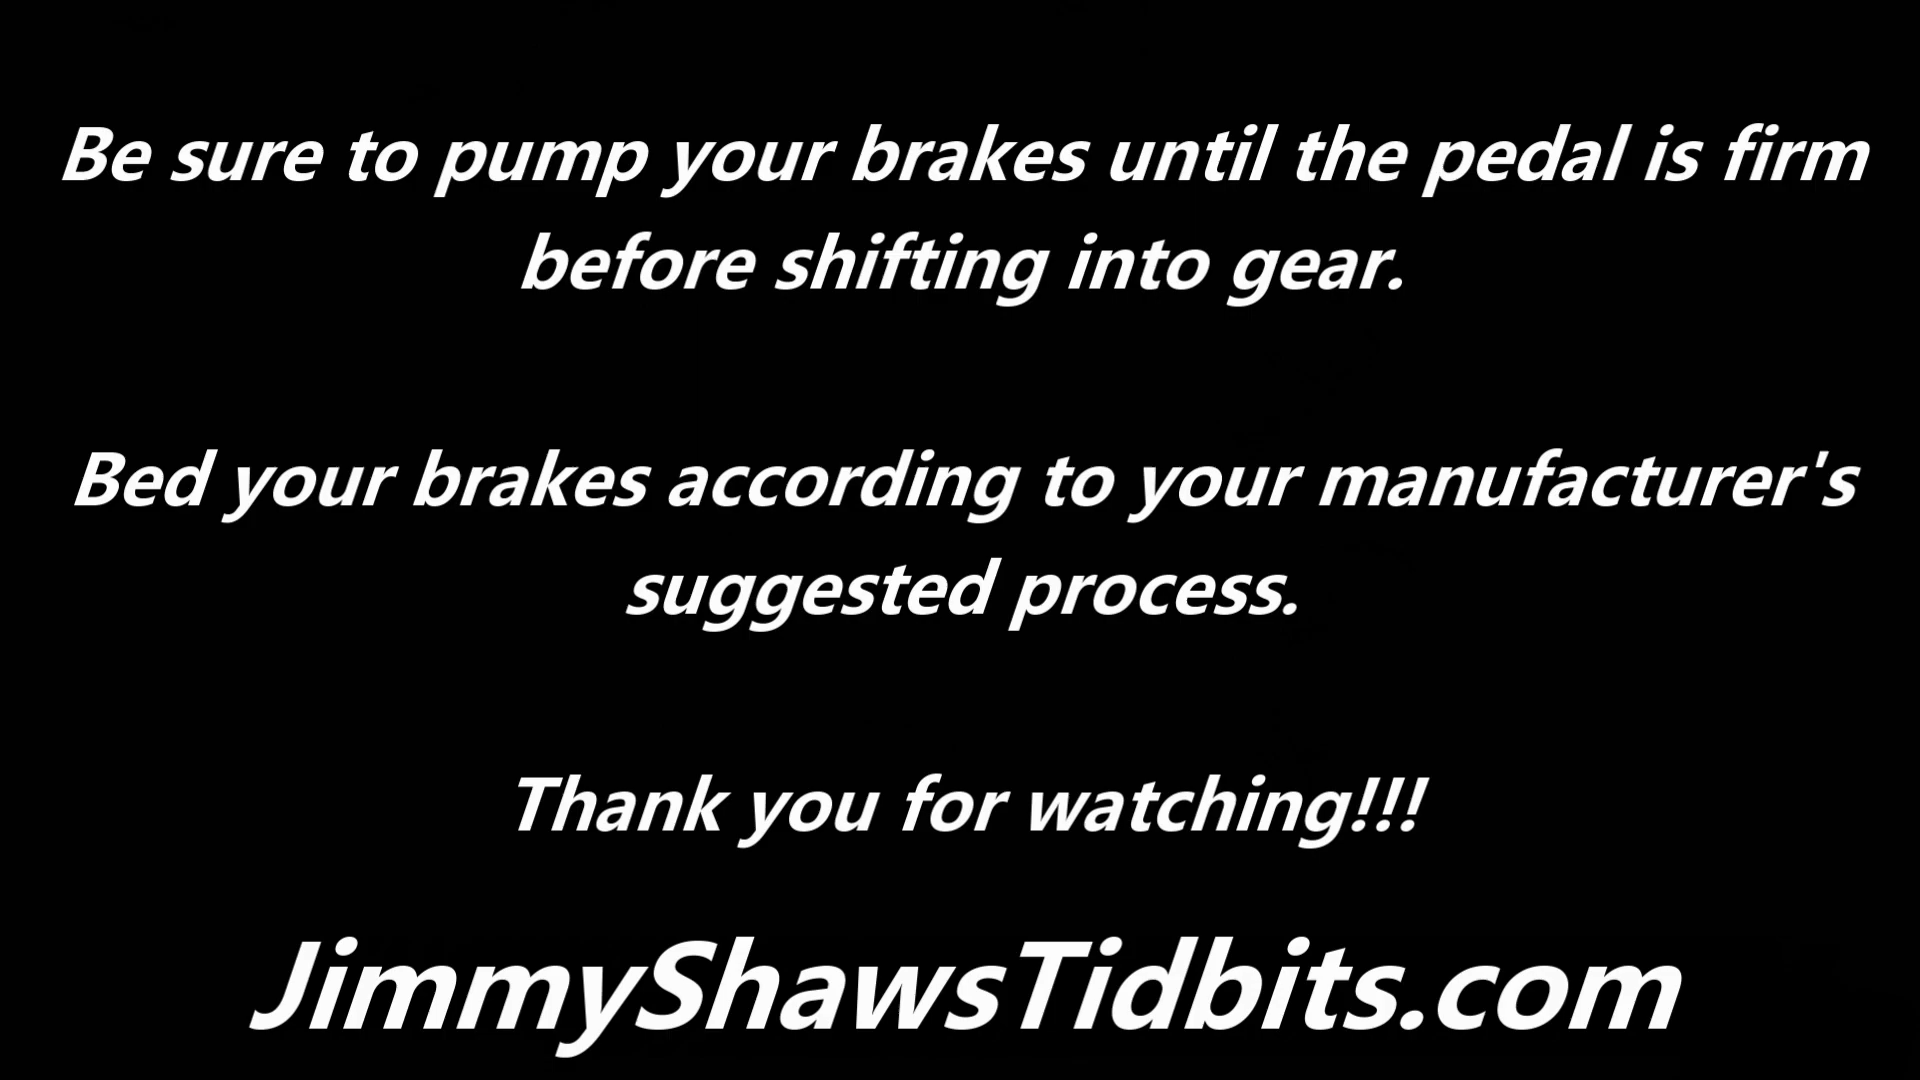 Be sure to pump your brakes until the pedal is firm
before shifting into gear.
Bed your brakes according to your manufacturer's
suggested process.
Thank you for watching!!!
JimmyShawsTidbits.com